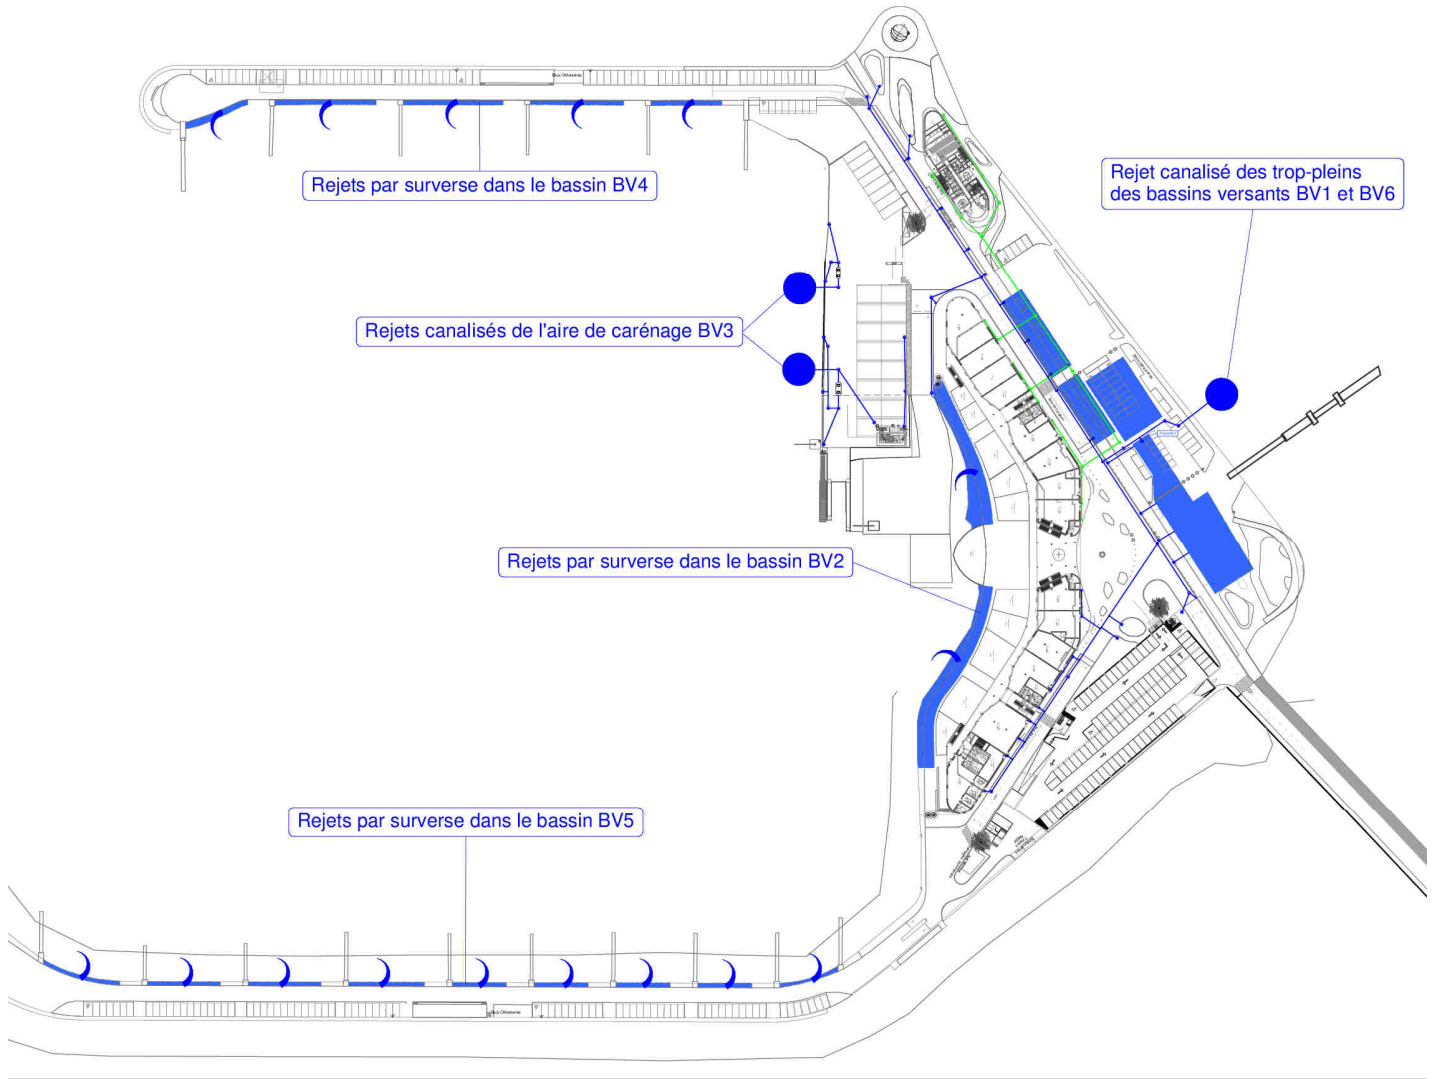 Rejets par surverse dans le bassin BV4
Rejet canalisé des trop-pleins
des bassins versants BV1 et BV6
Rejets canalisés de l'aire de carénage BV3
Rejets par surverse dans le bassin BV2
Rejets par surverse dans le bassin BV5